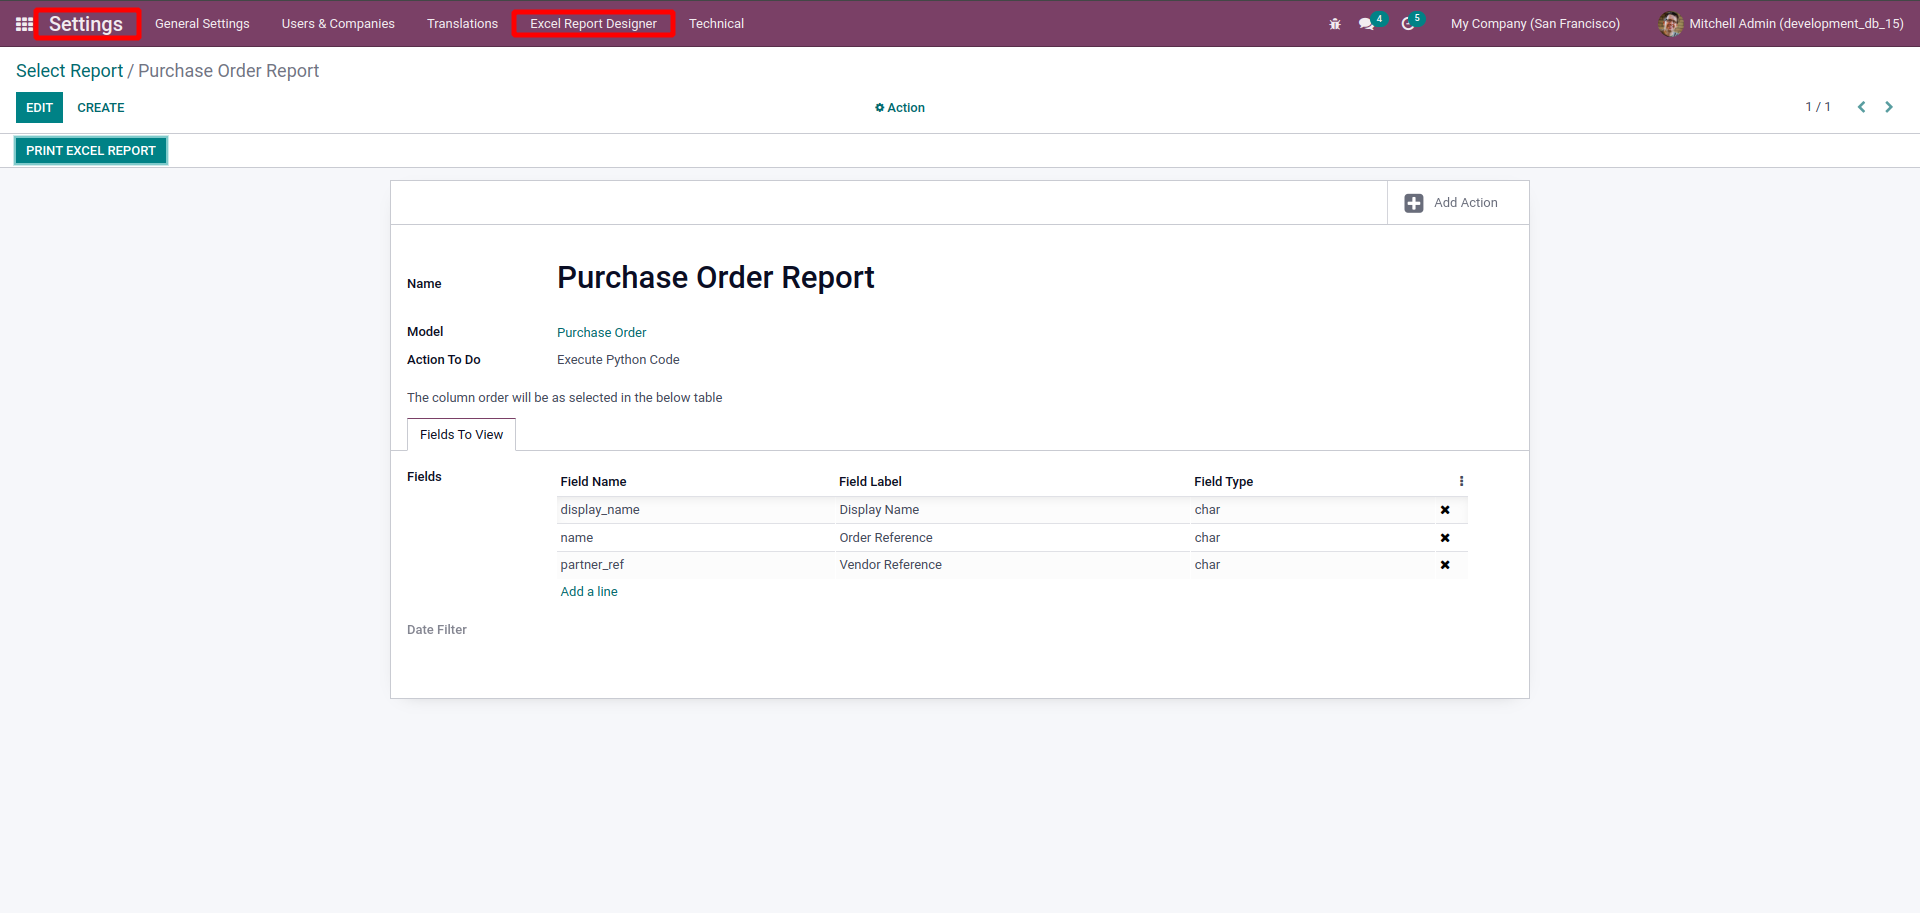 Settings General Settings Users & Companies Translations Excel Report Designer Technical 4 5 My Company (San Francisco) Mitchell Admin (development_db_15)
Select Report / Purchase Order Report
EDIT CREATE Action 1 / 1
PRINT EXCEL REPORT
Add Action
Name Purchase Order Report
Model Purchase Order
Action To Do Execute Python Code
The column order will be as selected in the below table
Fields To View
Fields Field Name Field Label Field Type
display_name Display Name char
name Order Reference char
partner_ref Vendor Reference char
Add a line
Date Filter